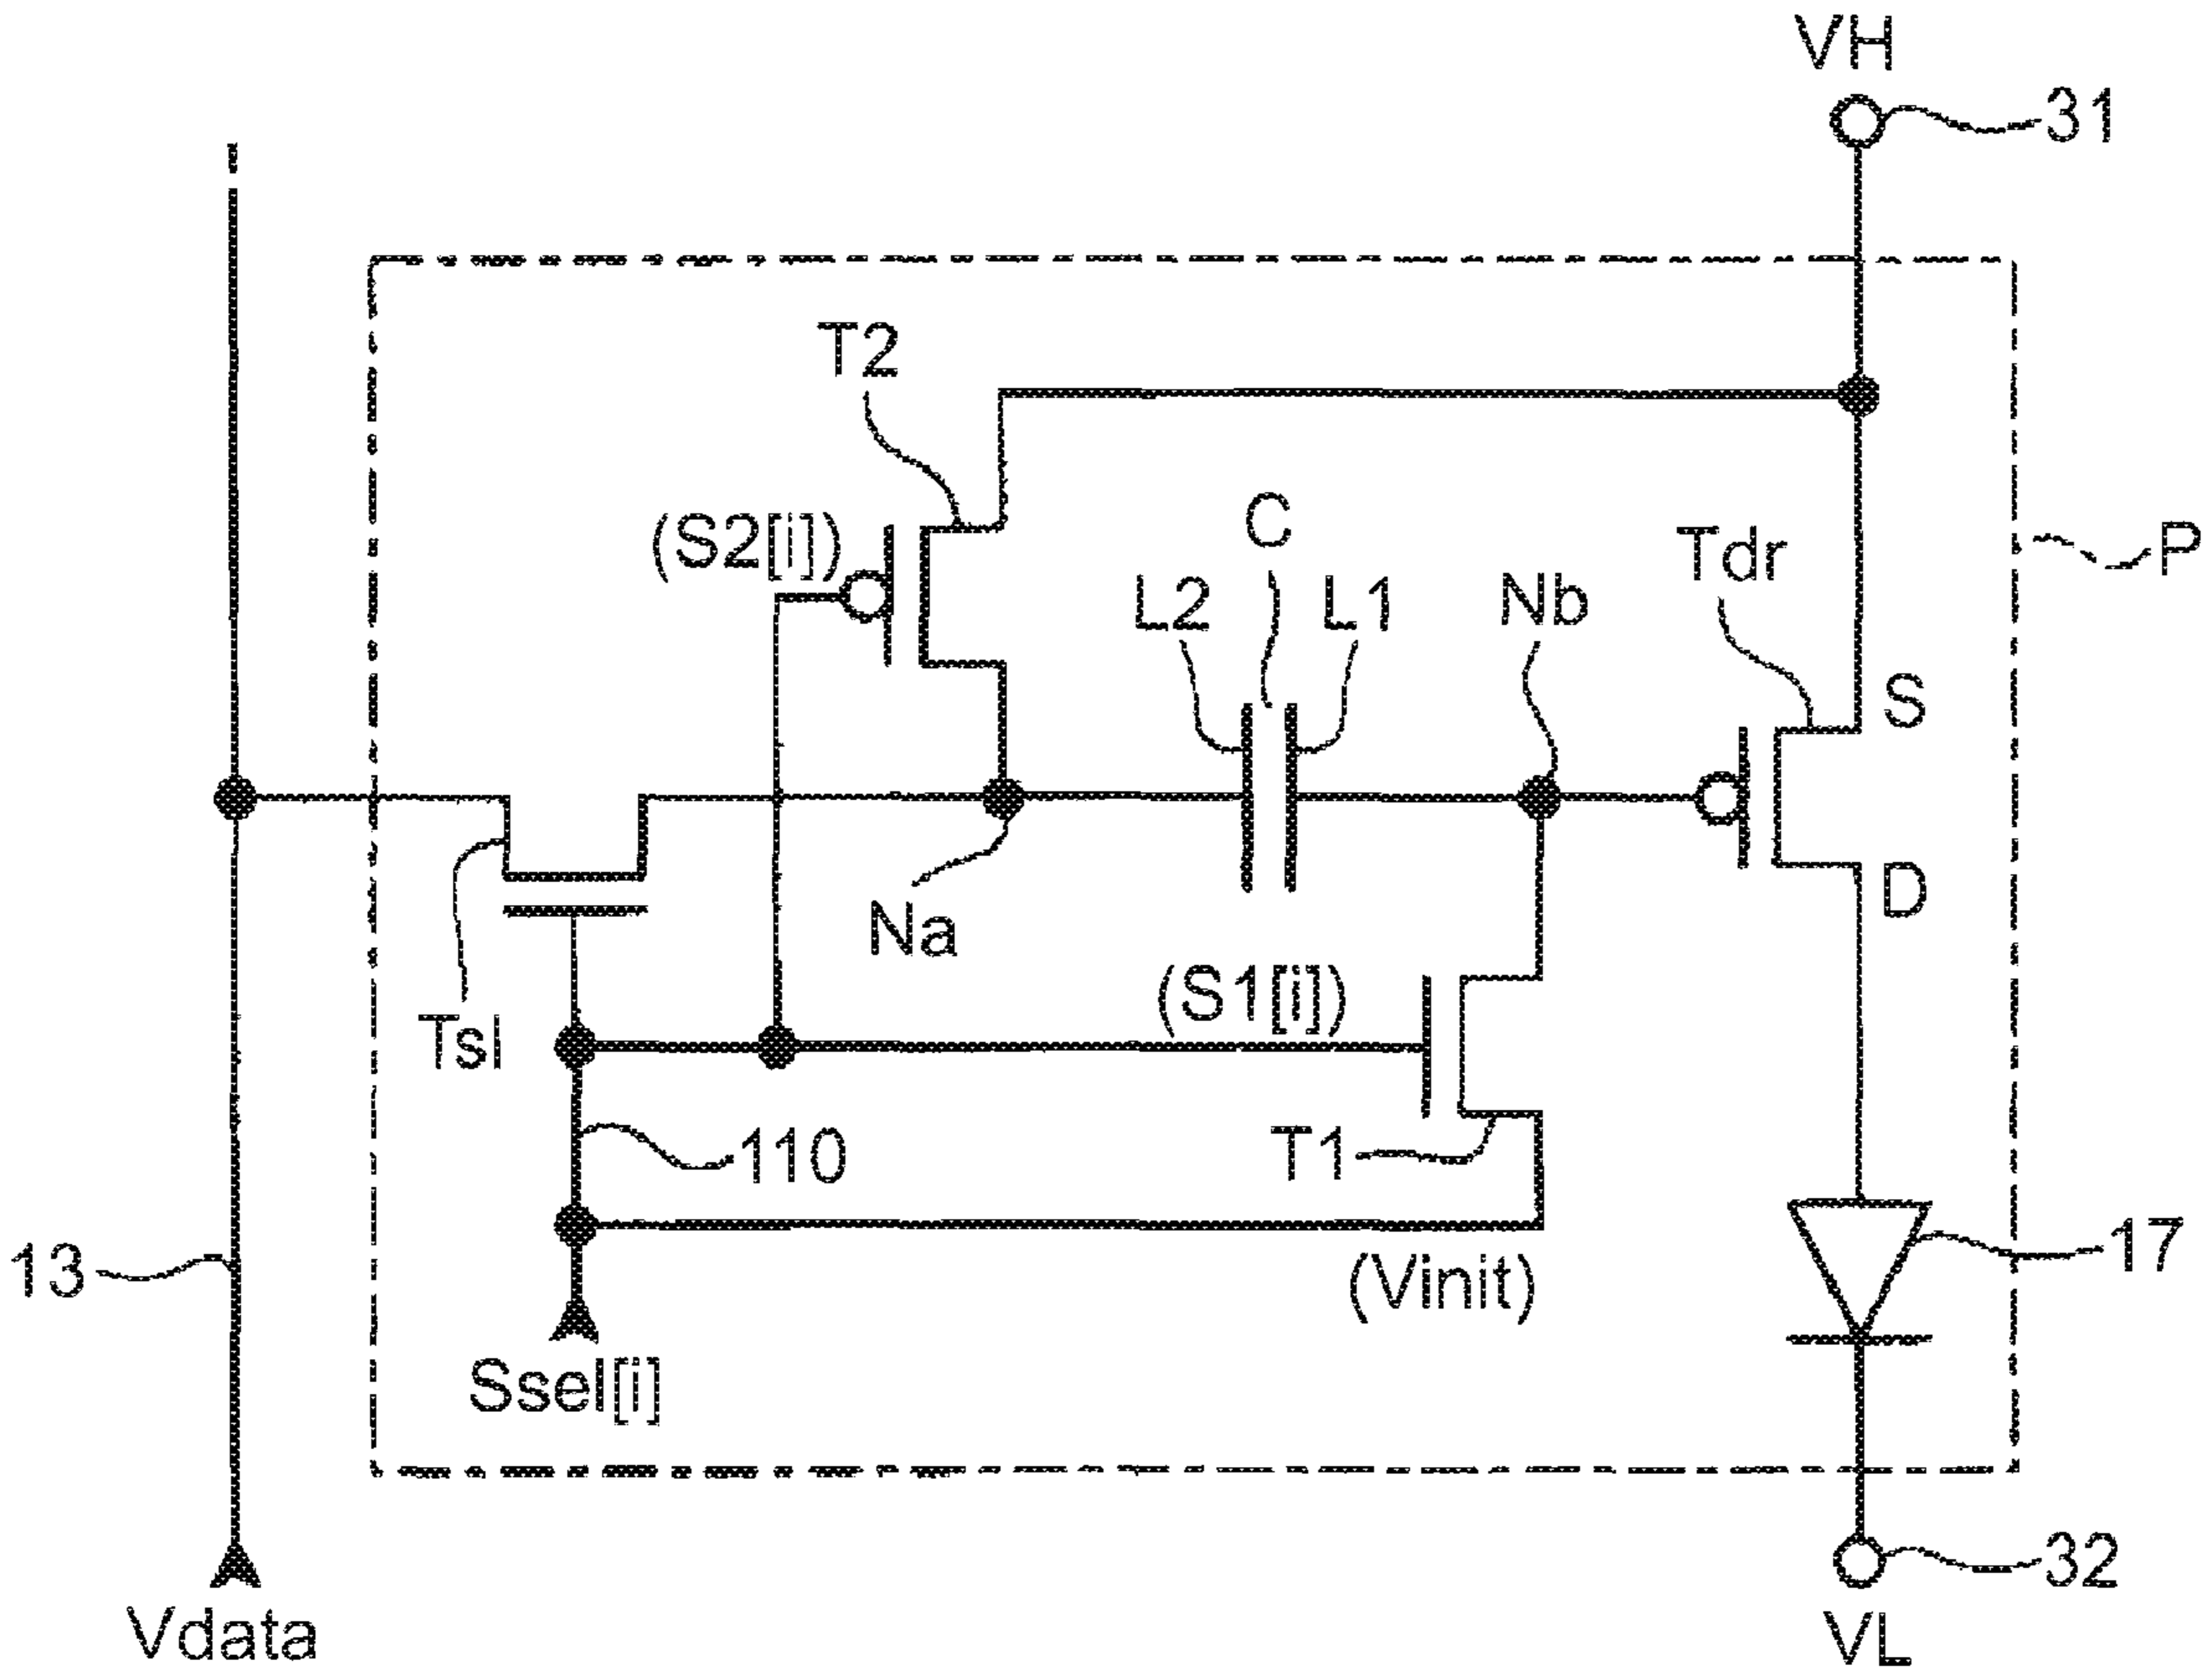 VH
31
T2
(S2[i])
C
L2
L1
Nb
Tdr
P
S
D
Na
Tsl
(S1[i])
110
T1
13
(Vinit)
17
Ssel[i]
32
Vdata
VL